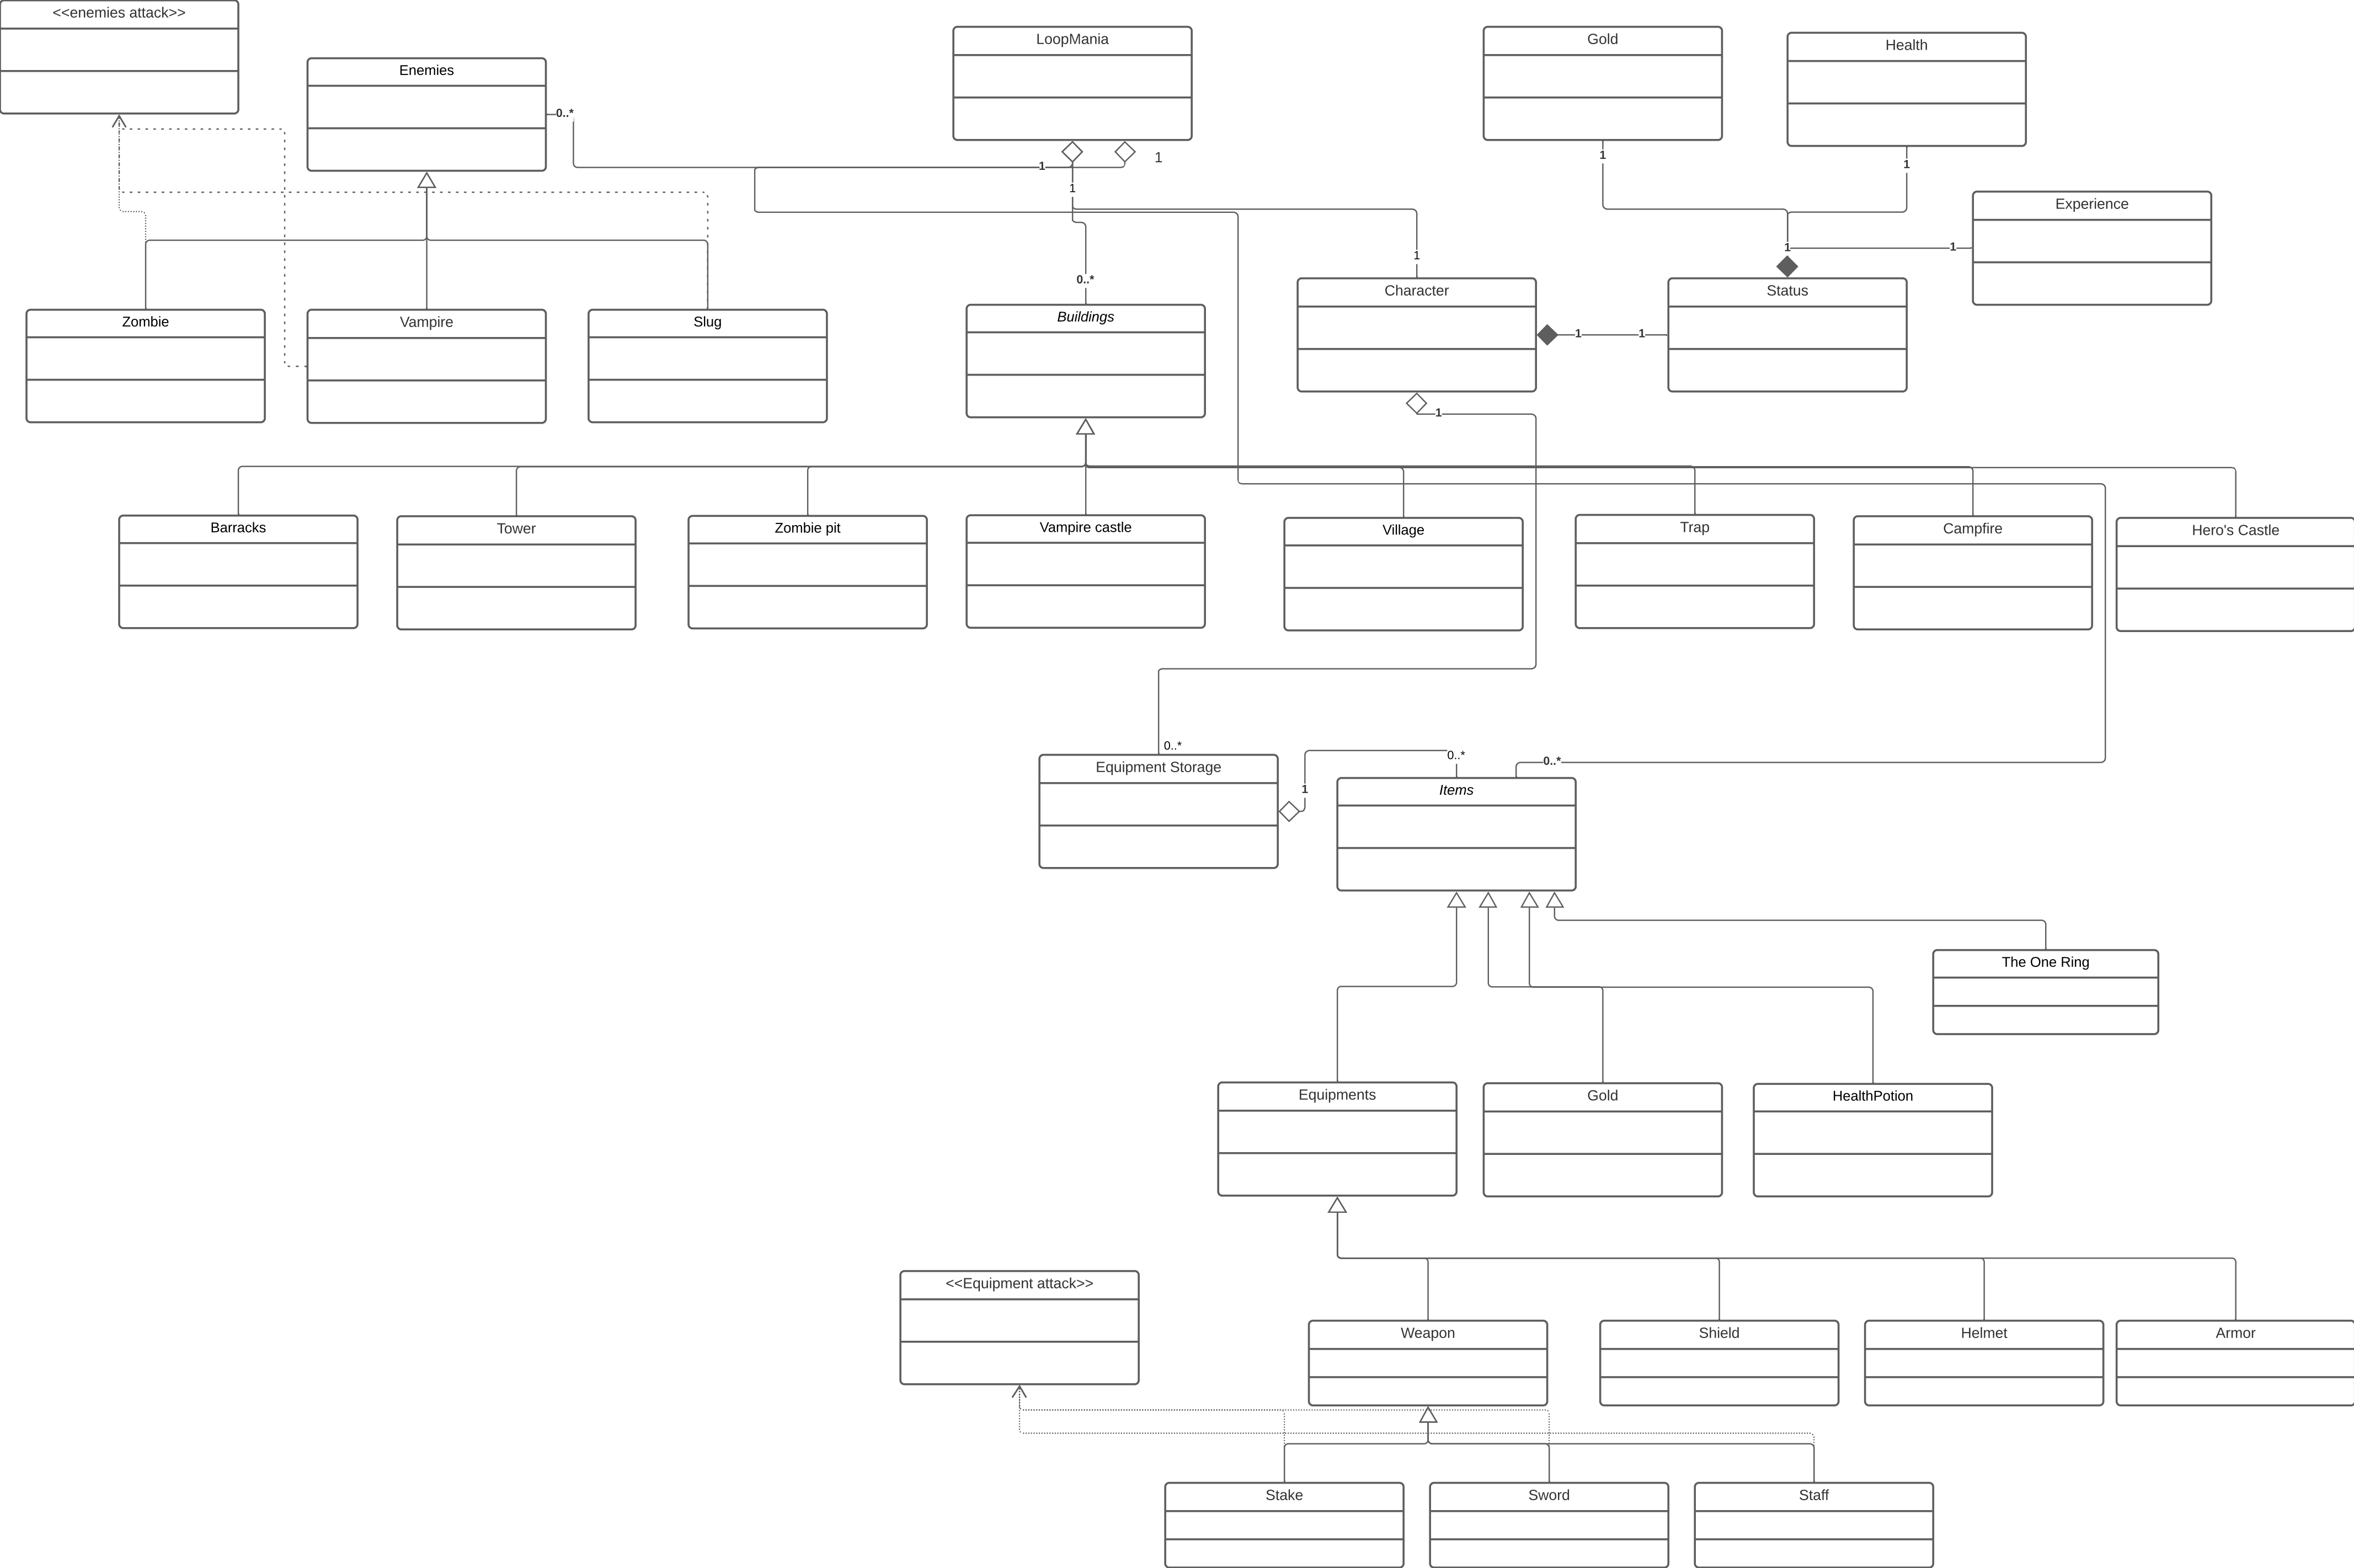 <<enemies attack>>
LoopMania
Gold
Health
Enemies
0..*
1
1
1
1
1
1
Experience
1
1
0..*
1
Character
Status
Zombie
Vampire
Slug
Buildings
1
1
1
Barracks
Tower
Zombie pit
Vampire castle
Village
Trap
Campfire
Hero's Castle
0..*
0..*
0..*
Equipment Storage
1
Items
The One Ring
Equipments
Gold
HealthPotion
<<Equipment attack>>
Weapon
Shield
Helmet
Armor
Stake
Sword
Staff